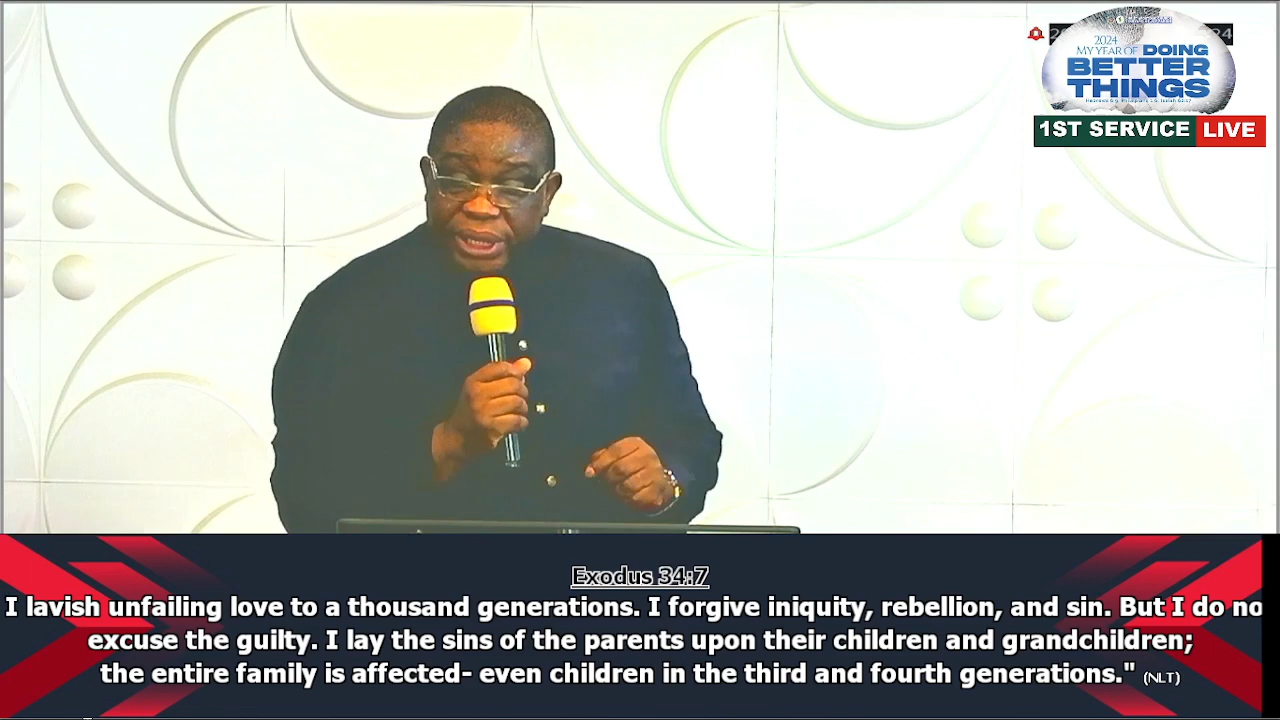 2024
MY YEAR OF DOING
BETTER
THINGS
1ST SERVICE LIVE
Exodus 34:7
I lavish unfailing love to a thousand generations. I forgive iniquity, rebellion, and sin. But I do no
excuse the guilty. I lay the sins of the parents upon their children and grandchildren;
the entire family is affected- even children in the third and fourth generations." (NLT)